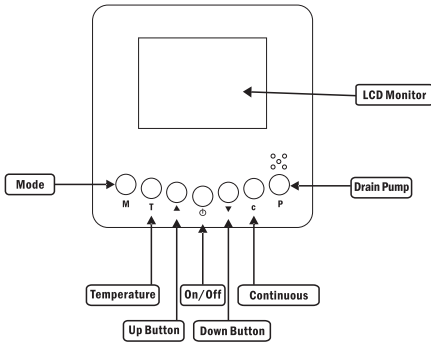 LCD Monitor
Mode
Drain Pump
M
T
▲
▼
c
P
Temperature
On/Off
Continuous
Up Button
Down Button